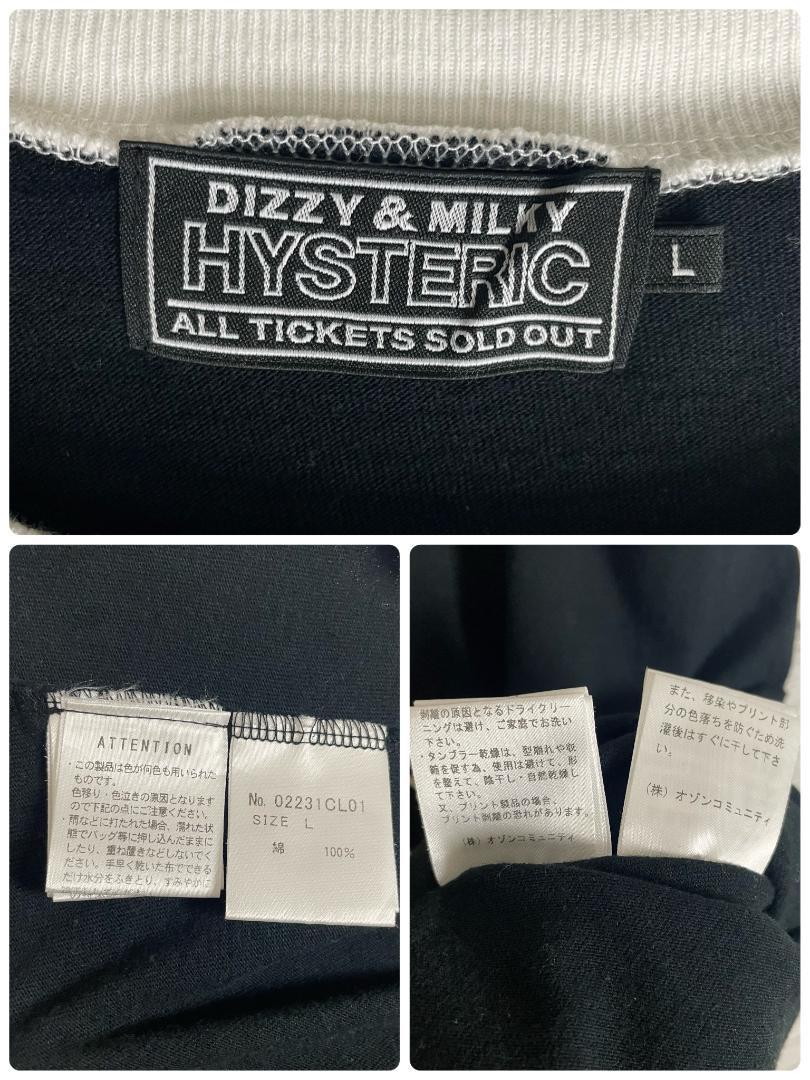 DIZZY & MILKY
HYSTERIC
ALL TICKETS SOLD OUT
L
ATTENTION
・この製品は色が何色も用いられた
ものです。
色移り・色泣きの原因となります
ので下記の点にご注意ください。
・雨などに打たれた場合、濡れた状
態でバッグ等に押し込んだままに
したり、重ね置きなどしないでく
ださい。手早く乾いた布でできる
だけ水分をふきとり、すみやかに
No. 02231CL01
SIZE L
綿 100%
剥離の原因となるドライクリー
ニングは避け、ご家庭でお洗い
下さい。
・タンブラー乾燥は、型崩れや収
縮を促す為、使用は避けて、形
を整えて、陰干し・自然乾燥し
て下さい。
又、プリント製品の場合、
プリント剥離の恐れがあります。
(株) オゾンコミュニティ
また、移染やプリント部
分の色落ちを防ぐため洗
濯後はすぐに干して下さ
い。
(株) オゾンコミュニティ